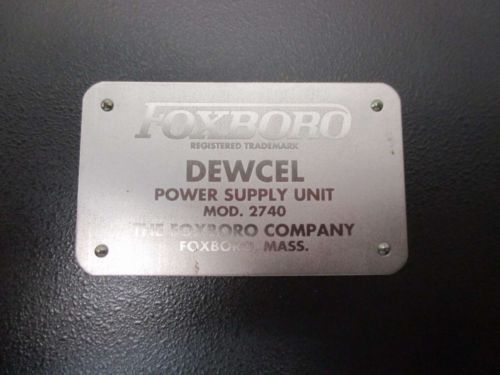 FOXBORO
REGISTERED TRADEMARK
DEWCEL
POWER SUPPLY UNIT
MOD. 2740
THE FOXBORO COMPANY
FOXBORO, MASS.